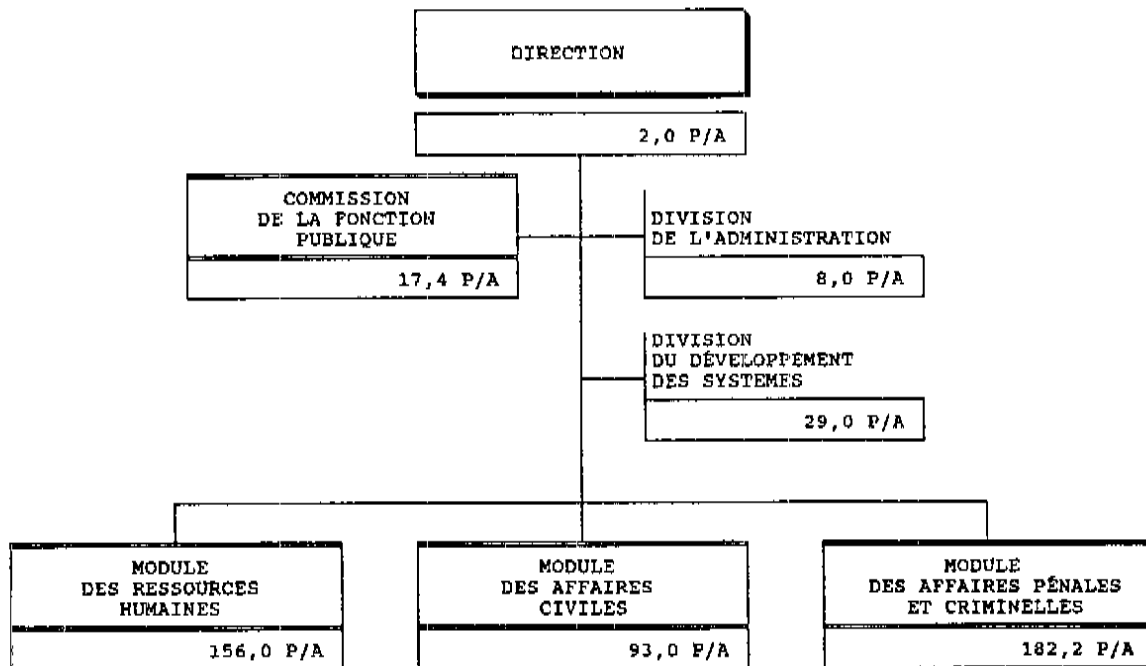 DIRECTION
2,0 P/A
COMMISSION
DE LA FONCTION
PUBLIQUE
17,4 P/A
DIVISION
DE L'ADMINISTRATION
8,0 P/A
DIVISION
DU DÉVELOPPEMENT
DES SYSTEMES
29,0 P/A
MODULE
DES RESSOURCES
HUMAINES
156,0 P/A
MODULE
DES AFFAIRES
CIVILES
93,0 P/A
MODULE
DES AFFAIRES PÉNALES
ET CRIMINELLES
182,2 P/A